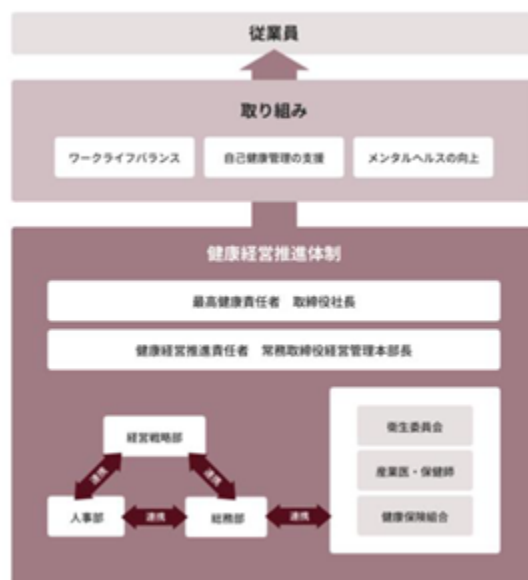 従業員
取り組み
ワークライフバランス
自己健康管理の支援
メンタルヘルスの向上
健康経営推進体制
最高健康責任者　取締役社長
健康経営推進責任者　常務取締役経営管理本部長
経営戦略部
連携
連携
人事部
連携
総務部
連携
衛生委員会
産業医・保健師
健康保険組合